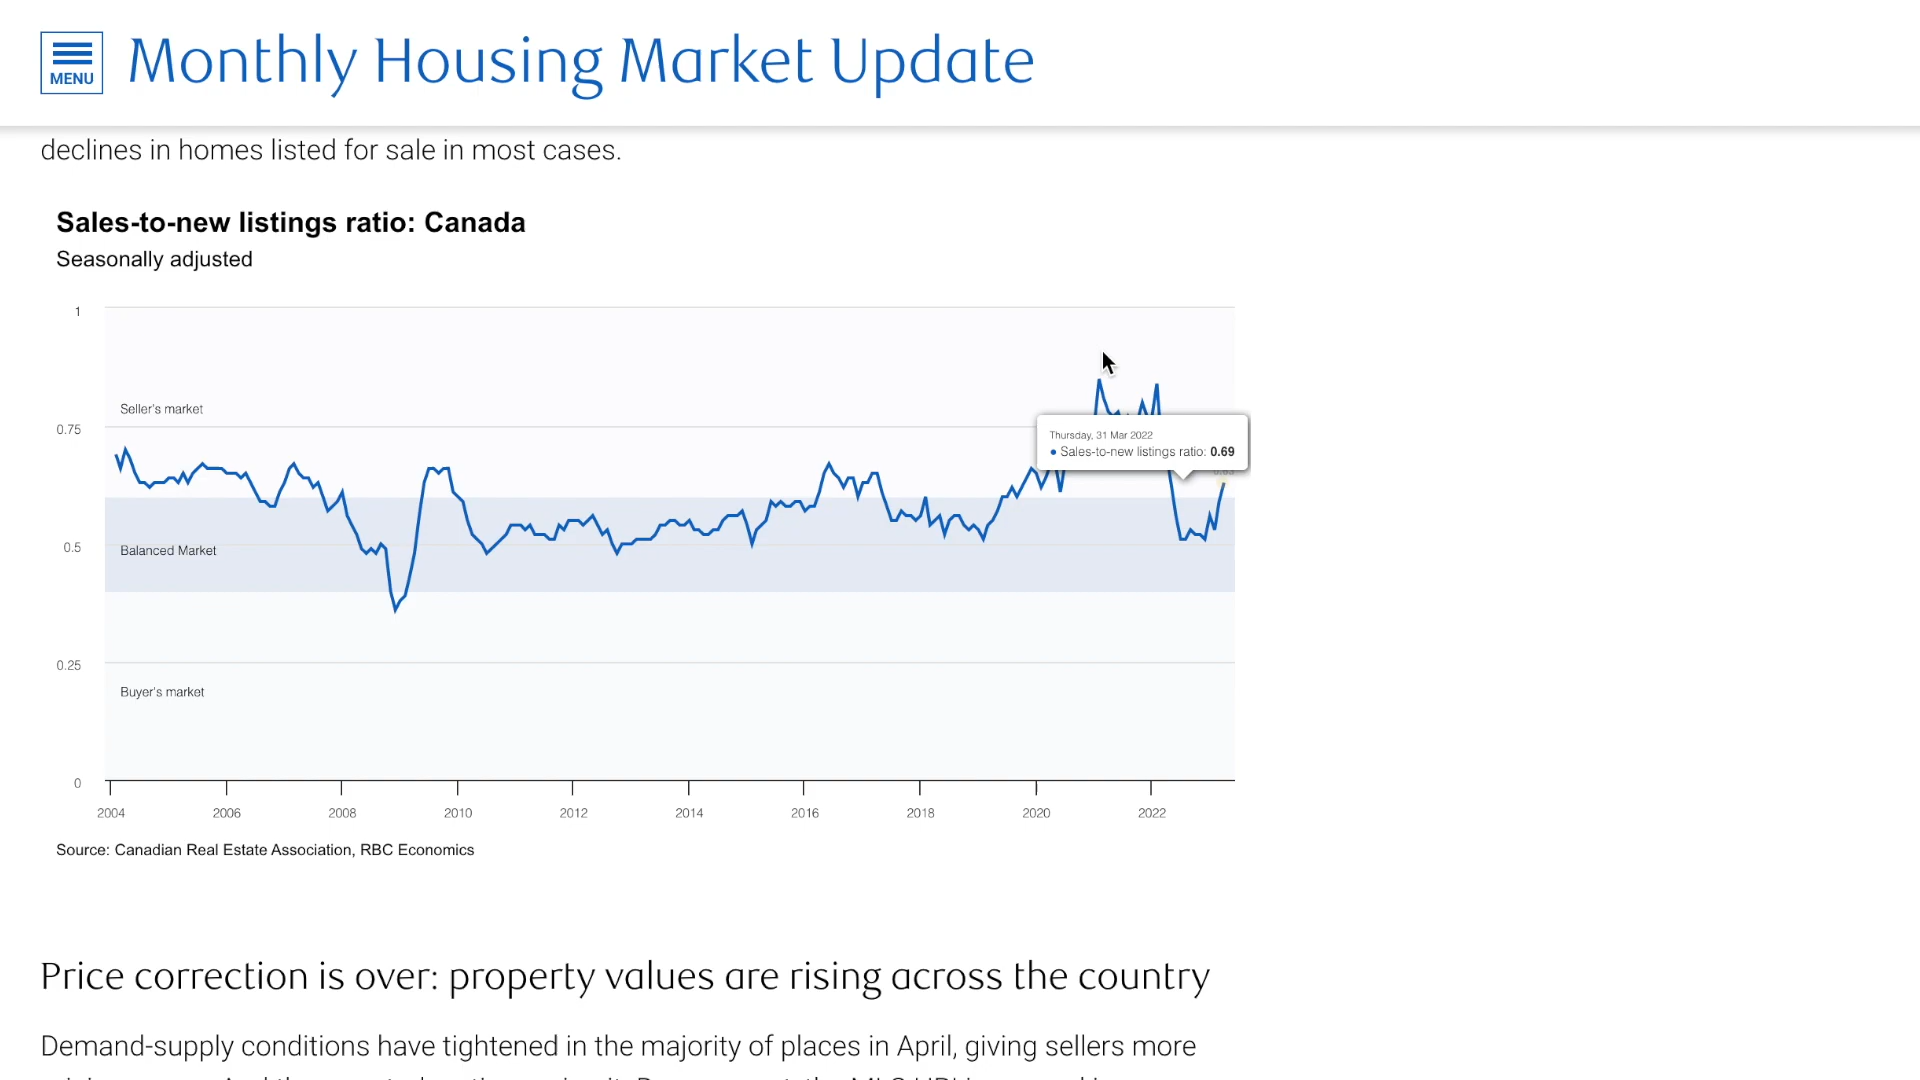 MENU
Monthly Housing Market Update
declines in homes listed for sale in most cases.
Sales-to-new listings ratio: Canada
Seasonally adjusted
1
Seller's market
0.75
Thursday, 31 Mar 2022
Sales-to-new listings ratio: 0.69
0.5
Balanced Market
0.25
Buyer's market
0
2004 2006 2008 2010 2012 2014 2016 2018 2020 2022
Source: Canadian Real Estate Association, RBC Economics
Price correction is over: property values are rising across the country
Demand-supply conditions have tightened in the majority of places in April, giving sellers more